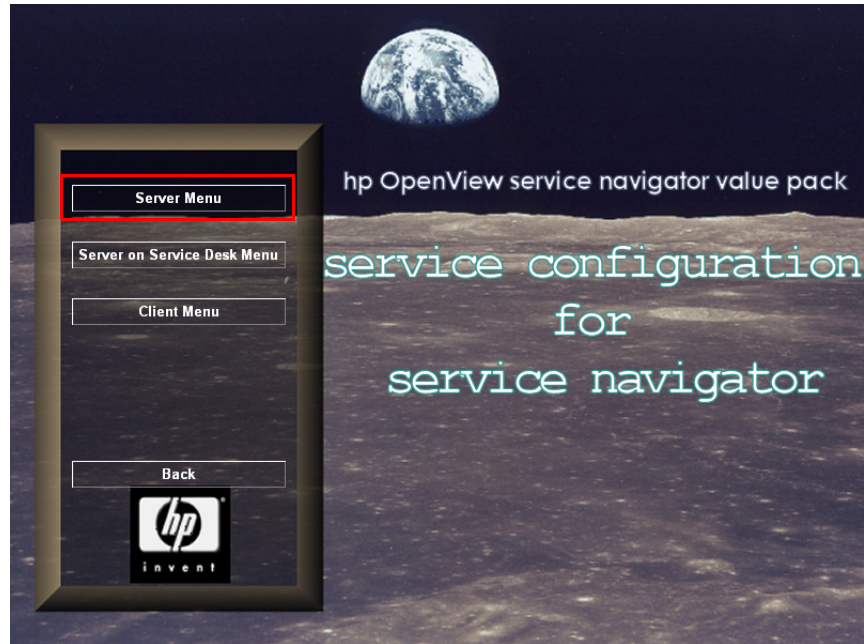 hp OpenView service navigator value pack
service configuration
for
service navigator
Server Menu
Server on Service Desk Menu
Client Menu
Back
hp
invent